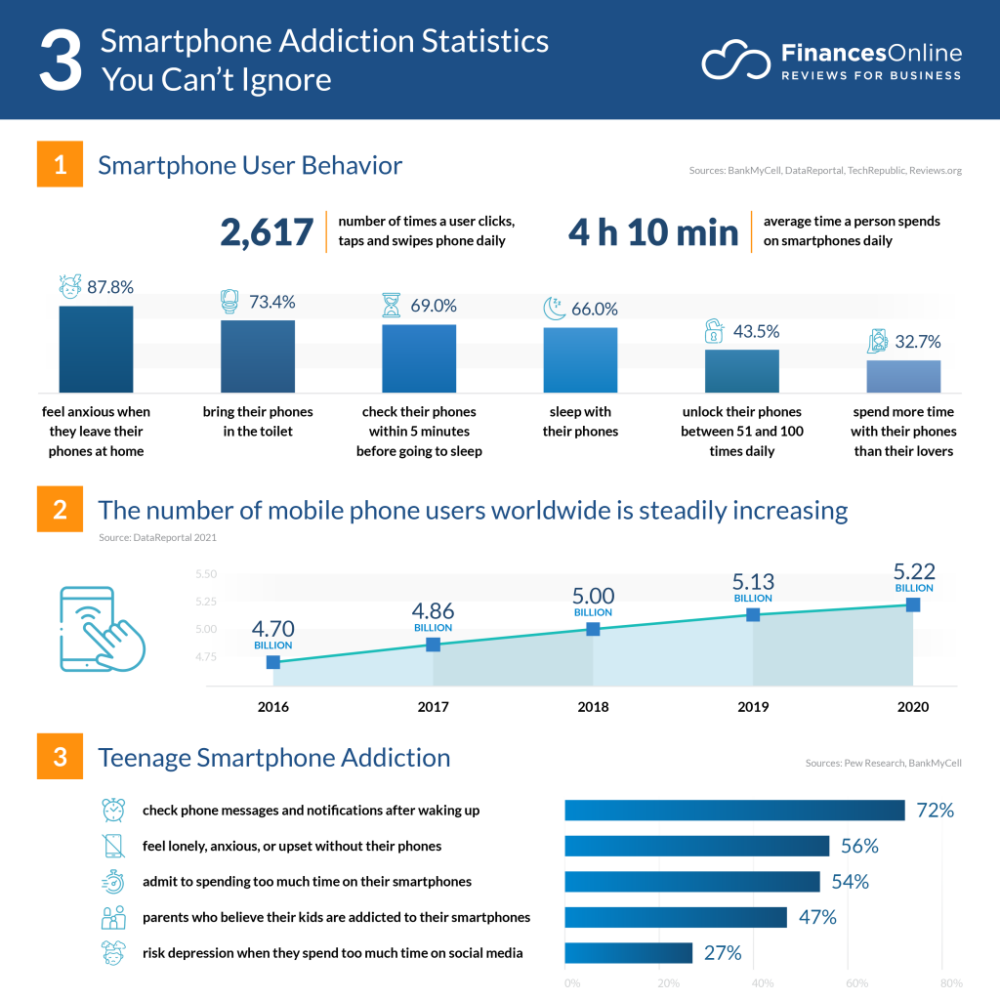 3
Smartphone Addiction Statistics
You Can't Ignore
FinancesOnline
REVIEWS FOR BUSINESS
1
Smartphone User Behavior
Sources: BankMyCell, DataReportal, TechRepublic, Reviews.org
2,617
number of times a user clicks,
taps and swipes phone daily
4 h 10 min
average time a person spends
on smartphones daily
87.8%
feel anxious when
they leave their
phones at home
73.4%
bring their phones
in the toilet
69.0%
check their phones
within 5 minutes
before going to sleep
66.0%
sleep with
their phones
43.5%
unlock their phones
between 51 and 100
times daily
32.7%
spend more time
with their phones
than their lovers
2
The number of mobile phone users worldwide is steadily increasing
Source: DataReportal 2021
5.50
5.25
5.00
4.75
4.70
BILLION
4.86
BILLION
5.00
BILLION
5.13
BILLION
5.22
BILLION
2016
2017
2018
2019
2020
3
Teenage Smartphone Addiction
Sources: Pew Research, BankMyCell
check phone messages and notifications after waking up
72%
feel lonely, anxious, or upset without their phones
56%
admit to spending too much time on their smartphones
54%
parents who believe their kids are addicted to their smartphones
47%
risk depression when they spend too much time on social media
27%
0%
20%
40%
60%
80%